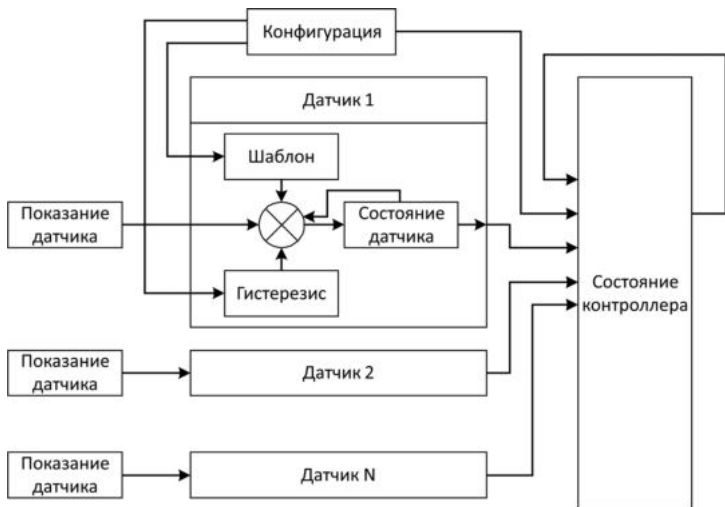 Конфигурация
Датчик 1
Шаблон
Показание
датчика
Состояние
датчика
Гистерезис
Состояние
контроллера
Показание
датчика
Датчик 2
Показание
датчика
Датчик N